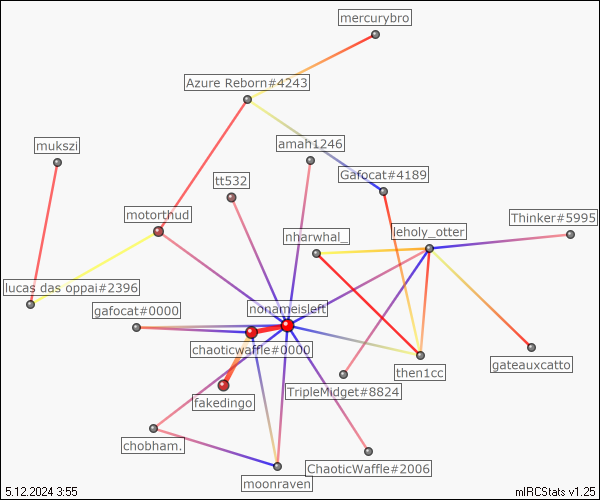 mercurybro
Azure Reborn#4243
mukszi
amah1246
Gafocat#4189
tt532
motorthud
Thinker#5995
leholy_otter
nharwhal_
lucas das oppai#2396
gafocat#0000
nonameisleft
chaoticwaffle#0000
then1cc
gateauxcatto
TripleMidget#8824
fakedingo
chobham.
ChaoticWaffle#2006
moonraven
5.12.2024 3:55
mIRCStats v1.25